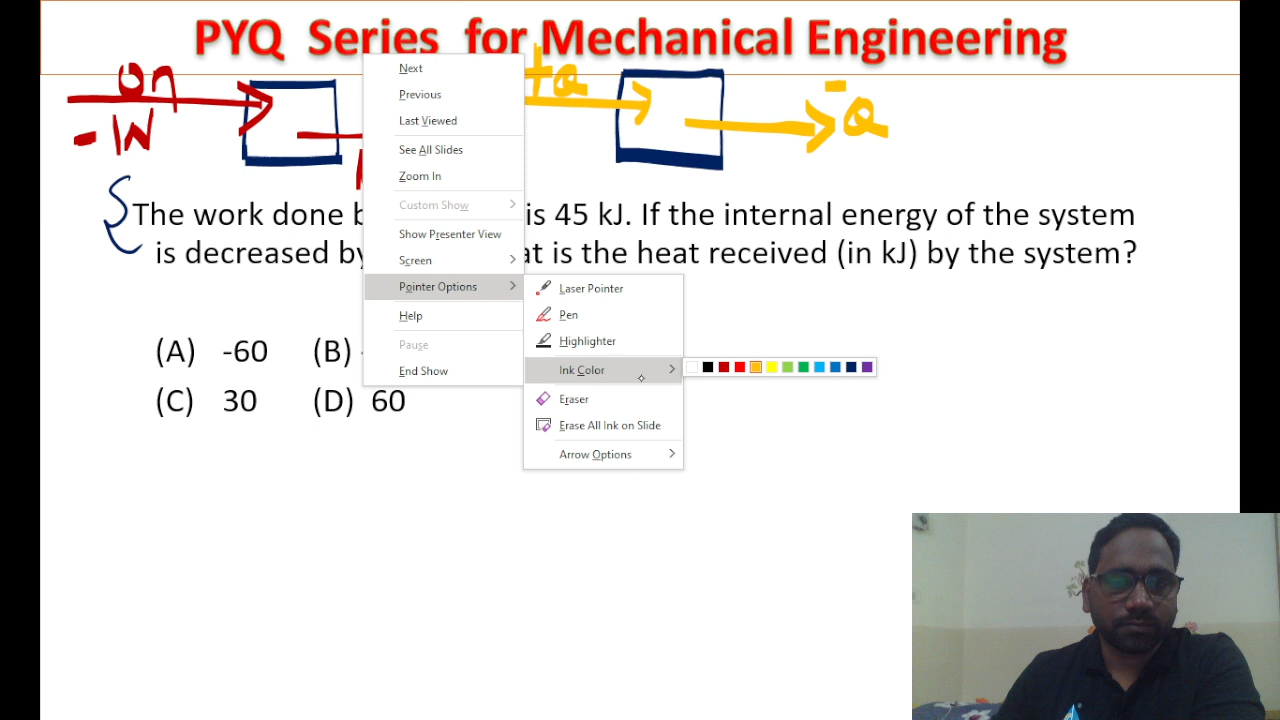 PYQ Series for Mechanical Engineering
on
-W
+Q
-Q
The work done b is 45 kJ. If the internal energy of the system
is decreased by at is the heat received (in kJ) by the system?
(A) -60 (B) -
(C) 30 (D) 60
Next
Previous
Last Viewed
See All Slides
Zoom In
Custom Show
Show Presenter View
Screen
Pointer Options
Help
Pause
End Show
Laser Pointer
Pen
Highlighter
Ink Color
Eraser
Erase All Ink on Slide
Arrow Options